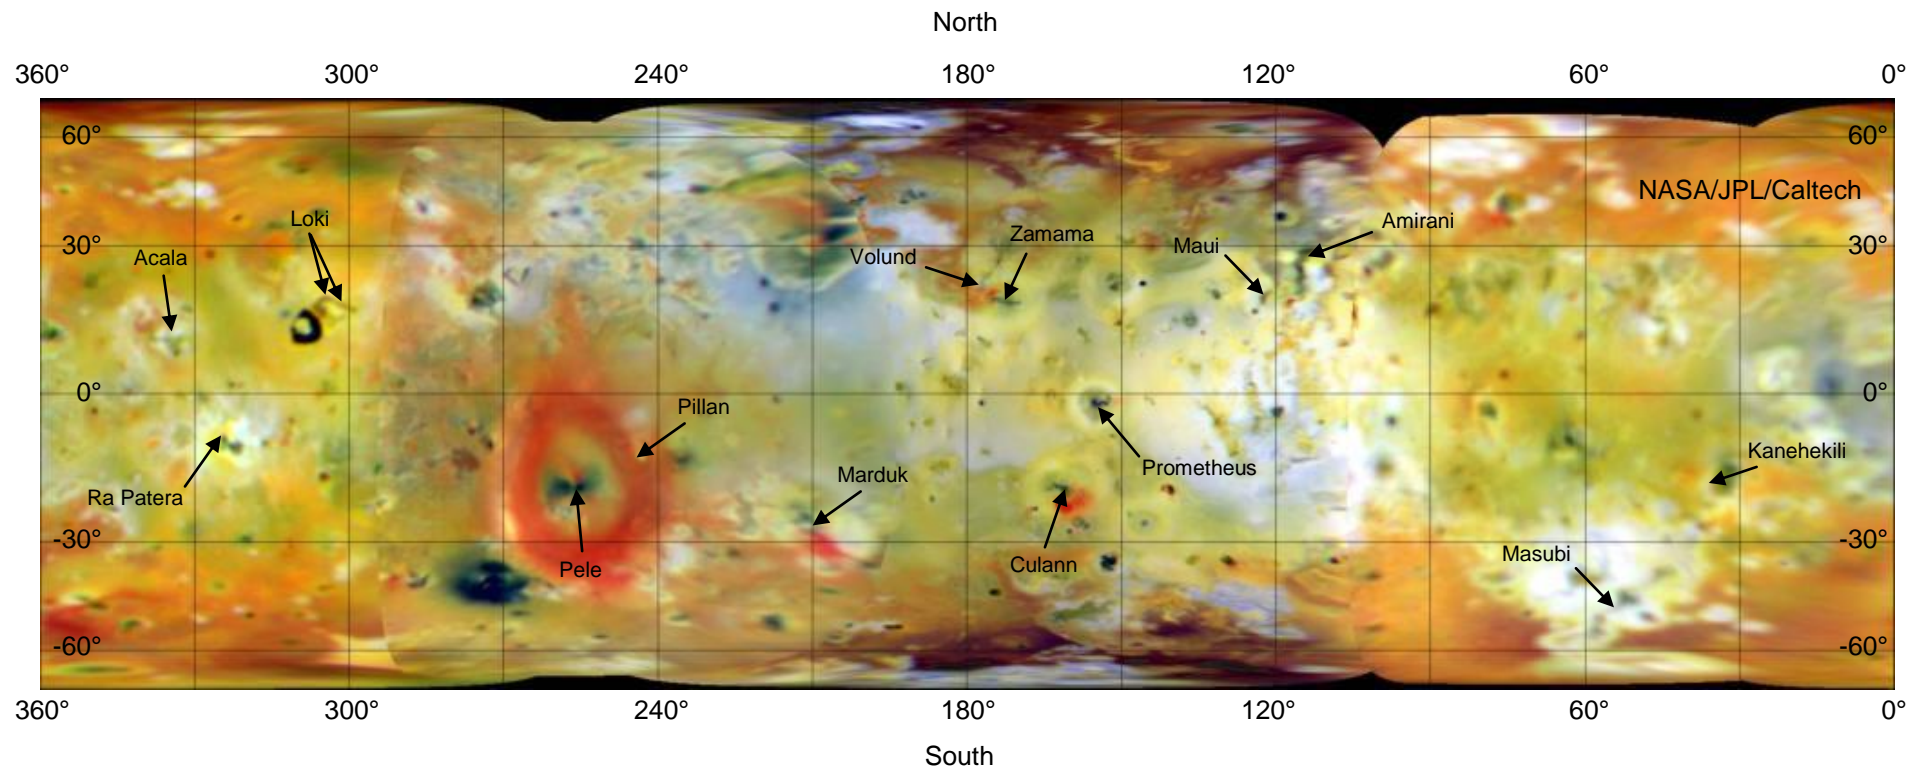 North
360° 300° 240° 180° 120° 60° 0°
60° 60°
NASA/JPL/Caltech
Loki
Amirani
Zamama
30° Maui 30°
Acala
Volund
0° 0°
Pillan
Kanehekili
Prometheus
Marduk
Ra Patera
-30° -30°
Masubi
Culann
Pele
-60° -60°
360° 300° 240° 180° 120° 60° 0°
South